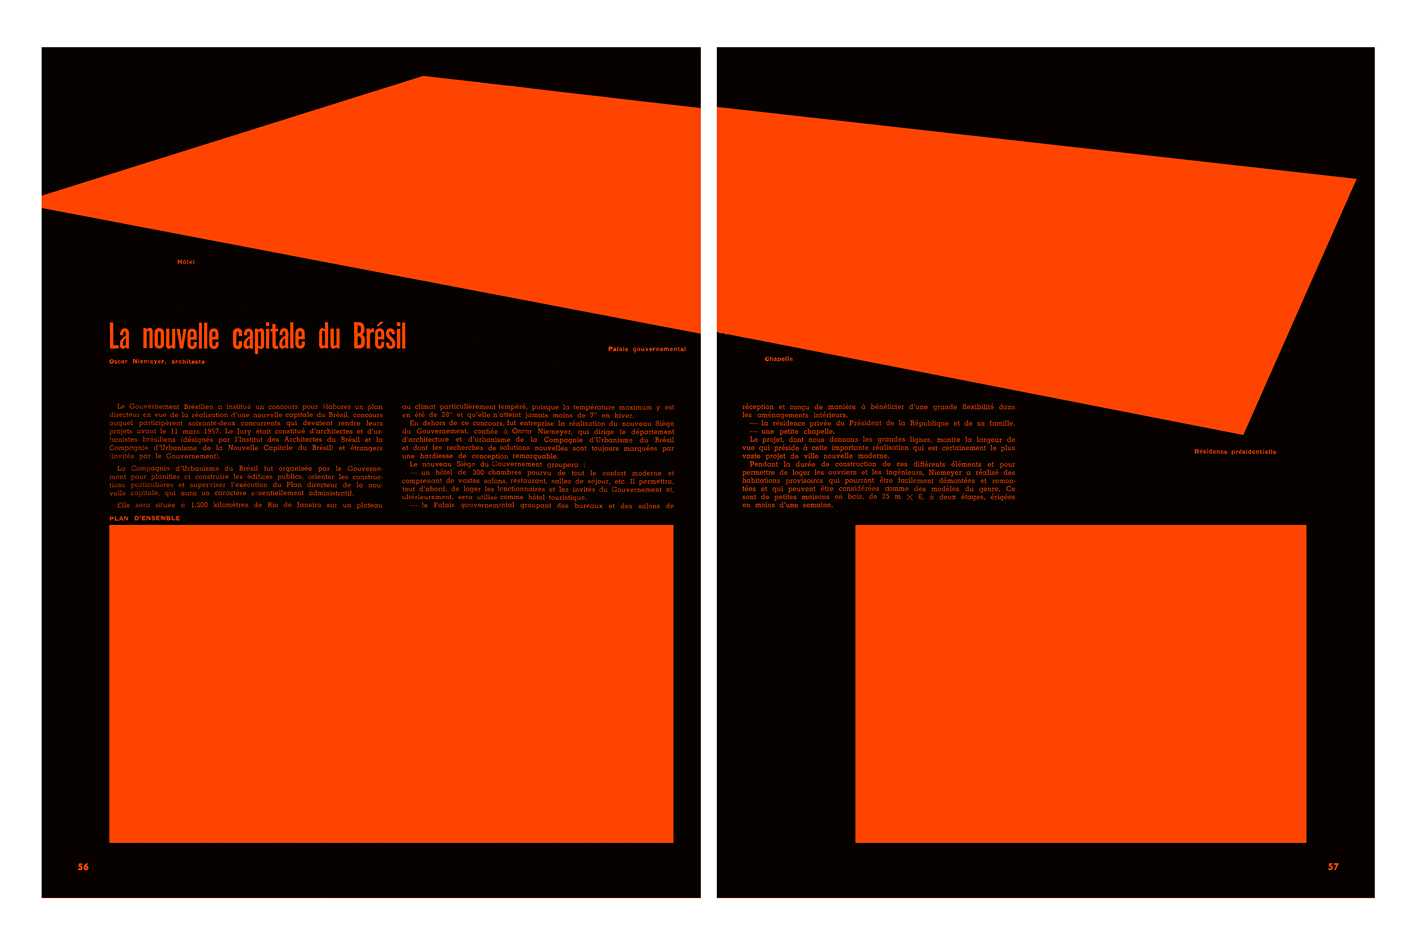 Hôtel
La nouvelle capitale du Brésil
Oscar Niemeyer, architecte
Palais gouvernemental
Le Gouvernement Brésilien a institué un concours pour élaborer un plan
directeur en vue de la réalisation d'une nouvelle capitale du Brésil, concours
auquel participèrent soixante-deux concurrents qui devaient rendre leurs
projets avant le 11 mars 1957. Le Jury était constitué d'architectes et d'ur-
banistes brésiliens (désignés par l'Institut des Architectes du Brésil et la
Compagnie d'Urbanisme de la Nouvelle Capitale du Brésil) et étrangers
invités par le Gouvernement.
La Compagnie d'Urbanisme du Brésil fut organisée par le Gouverne-
ment pour planifier et construire les édifices publics, orienter les construc-
tions particulières et superviser l'exécution du Plan directeur de la nou-
velle capitale, qui aura un caractère essentiellement administratif.
Elle sera située à 1.200 kilomètres de Rio de Janeiro sur un plateau
PLAN D'ENSEMBLE
au climat particulièrement tempéré, puisque la température maximum y est
en été de 28° et qu'elle n'atteint jamais moins de 7° en hiver.
En dehors de ce concours, fut entreprise la réalisation du nouveau Siège
du Gouvernement, confiée à Oscar Niemeyer, qui dirige le département
d'architecture et d'urbanisme de la Compagnie d'Urbanisme du Brésil
et dont les recherches de solutions nouvelles sont toujours marquées par
une hardiesse de conception remarquable.
Le nouveau Siège du Gouvernement groupera :
— un hôtel de 300 chambres pourvu de tout le confort moderne et
comprenant de vastes salons, restaurant, salles de séjour, etc. Il permettra,
tout d'abord, de loger les fonctionnaires et les invités du Gouvernement et,
ultérieurement, sera utilisé comme hôtel touristique.
— le Palais gouvernemental groupant des bureaux et des salons de
56
Chapelle
Résidence présidentielle
réception et conçu de manière à bénéficier d'une grande flexibilité dans
les aménagements intérieurs.
— la résidence privée du Président de la République et de sa famille.
— une petite chapelle.
Le projet, dont nous donnons les grandes lignes, montre la longeur de
vue qui préside à cette importante réalisation qui est certainement le plus
vaste projet de ville nouvelle moderne.
Pendant la durée de construction de ces différents éléments et pour
permettre de loger les ouvriers et les ingénieurs, Niemeyer a réalisé des
habitations provisoires qui pourront être facilement démontées et remon-
tées et qui peuvent être considérées comme des modèles du genre. Ce
sont de petites maisons en bois, de 25 m × 6, à deux étages, érigées
en moins d'une semaine.
57